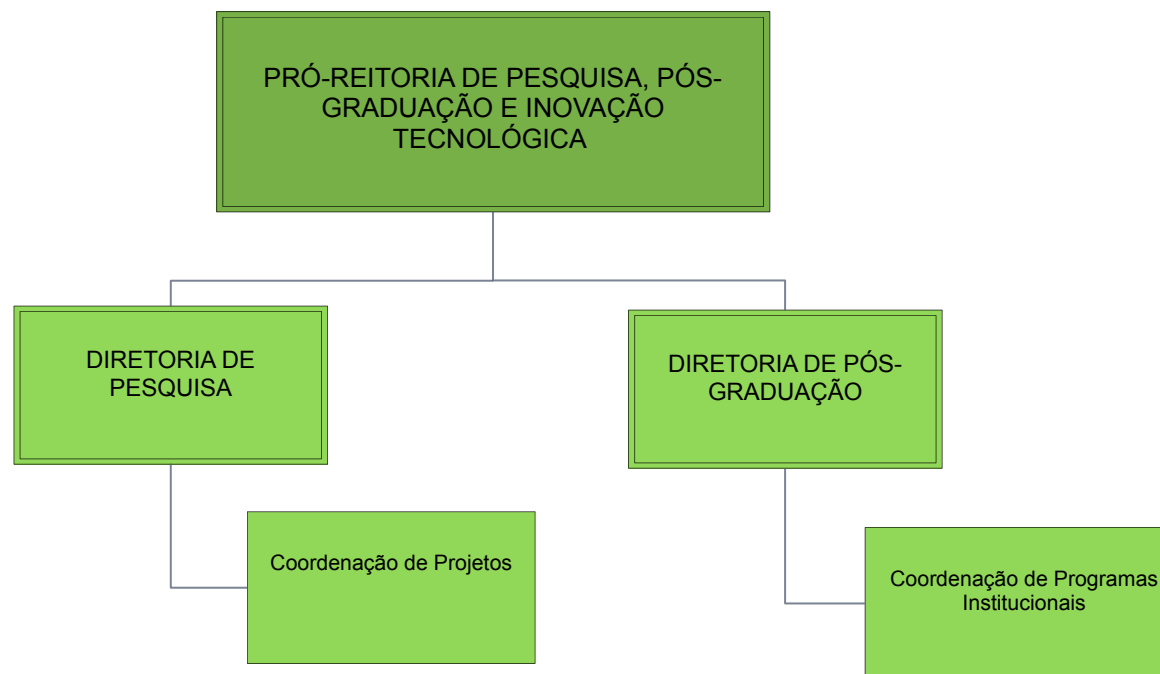 PRÓ-REITORIA DE PESQUISA, PÓS-
GRADUAÇÃO E INOVAÇÃO
TECNOLÓGICA
DIRETORIA DE
PESQUISA
DIRETORIA DE PÓS-
GRADUAÇÃO
Coordenação de Projetos
Coordenação de Programas
Institucionais